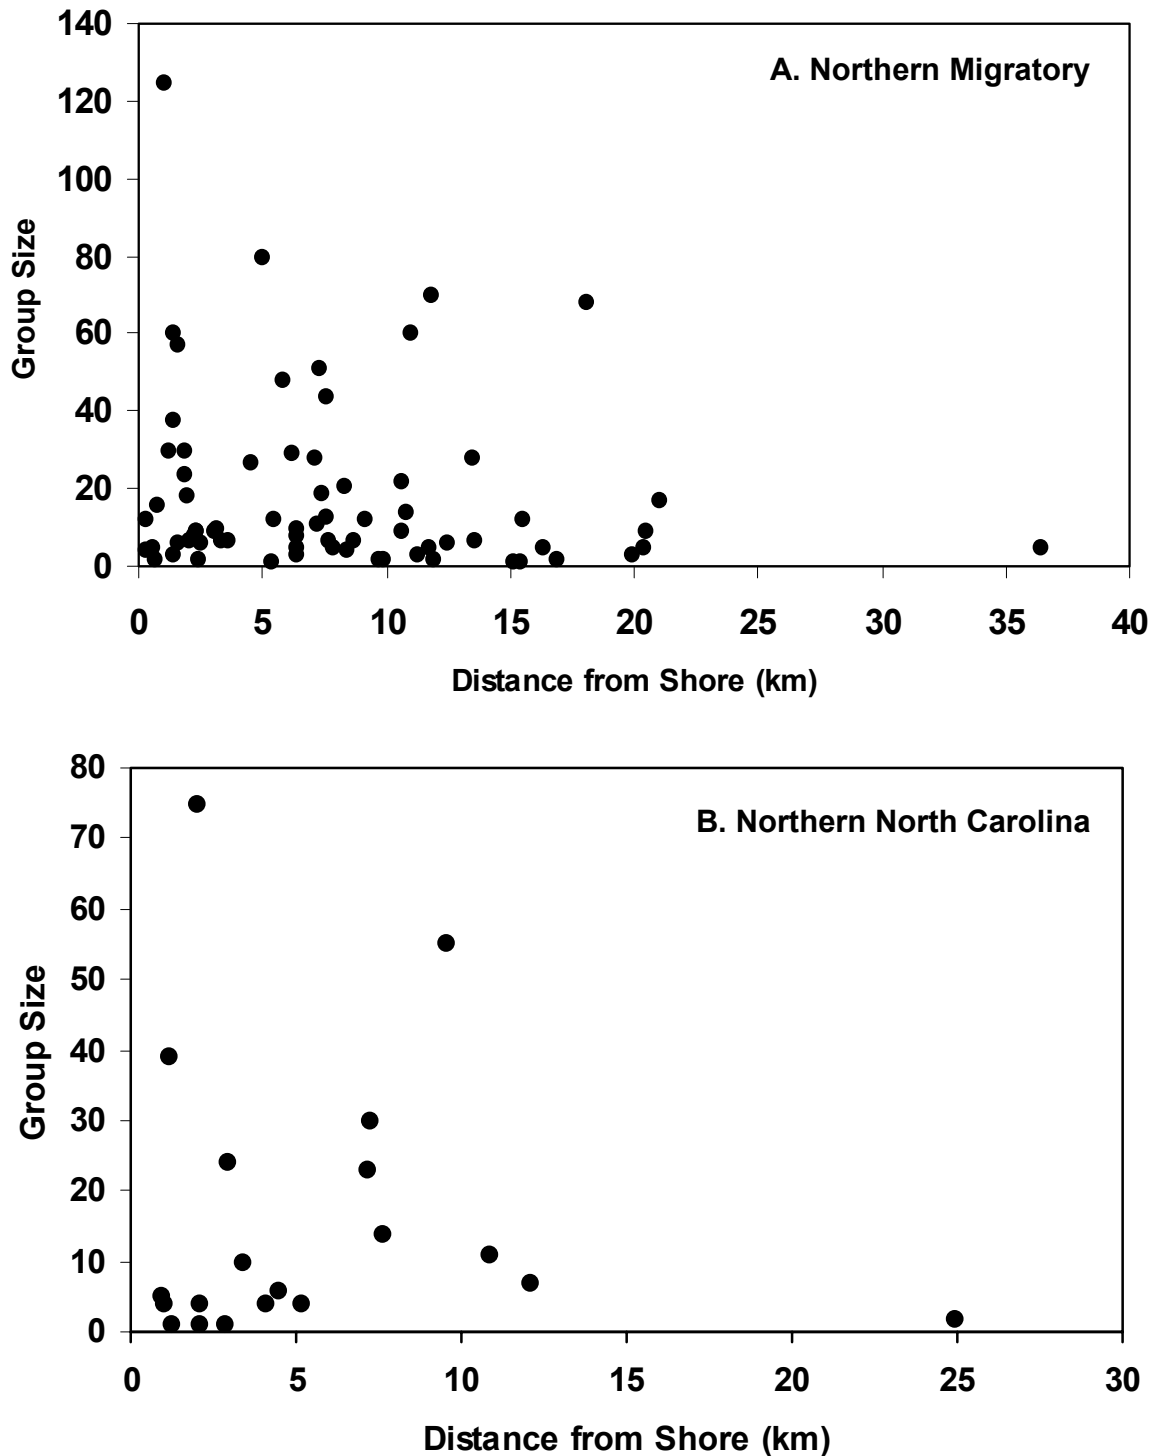 140
A. Northern Migratory
120
100
80
60
40
20
0
Group Size
0 5 10 15 20 25 30 35 40
Distance from Shore (km)
80
B. Northern North Carolina
70
60
50
40
30
20
10
0
Group Size
0 5 10 15 20 25 30
Distance from Shore (km)